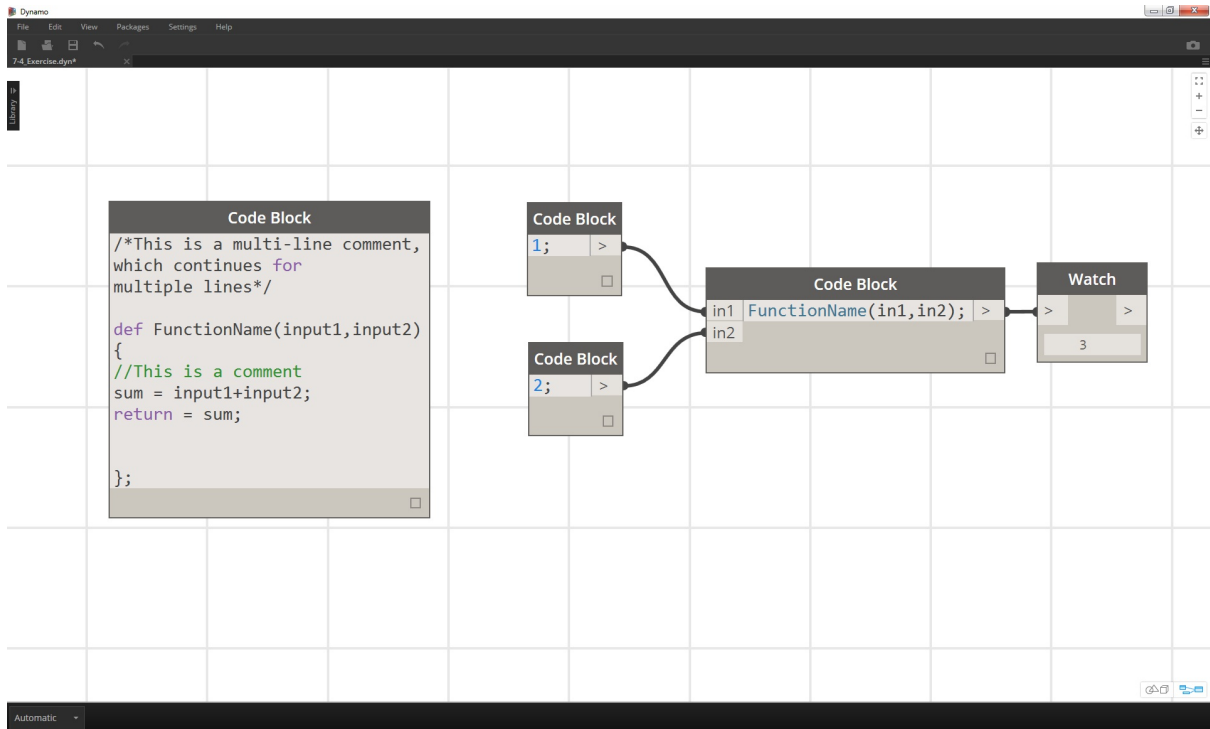 Dynamo
File Edit View Packages Settings Help
7-4_Exercise.dyn*
Library
Code Block
/*This is a multi-line comment,
which continues for
multiple lines*/
def FunctionName(input1,input2)
{
//This is a comment
sum = input1+input2;
return = sum;
};
Code Block
1; >
Code Block
2; >
Code Block
in1 FunctionName(in1,in2); >
in2
Watch
> >
3
Automatic